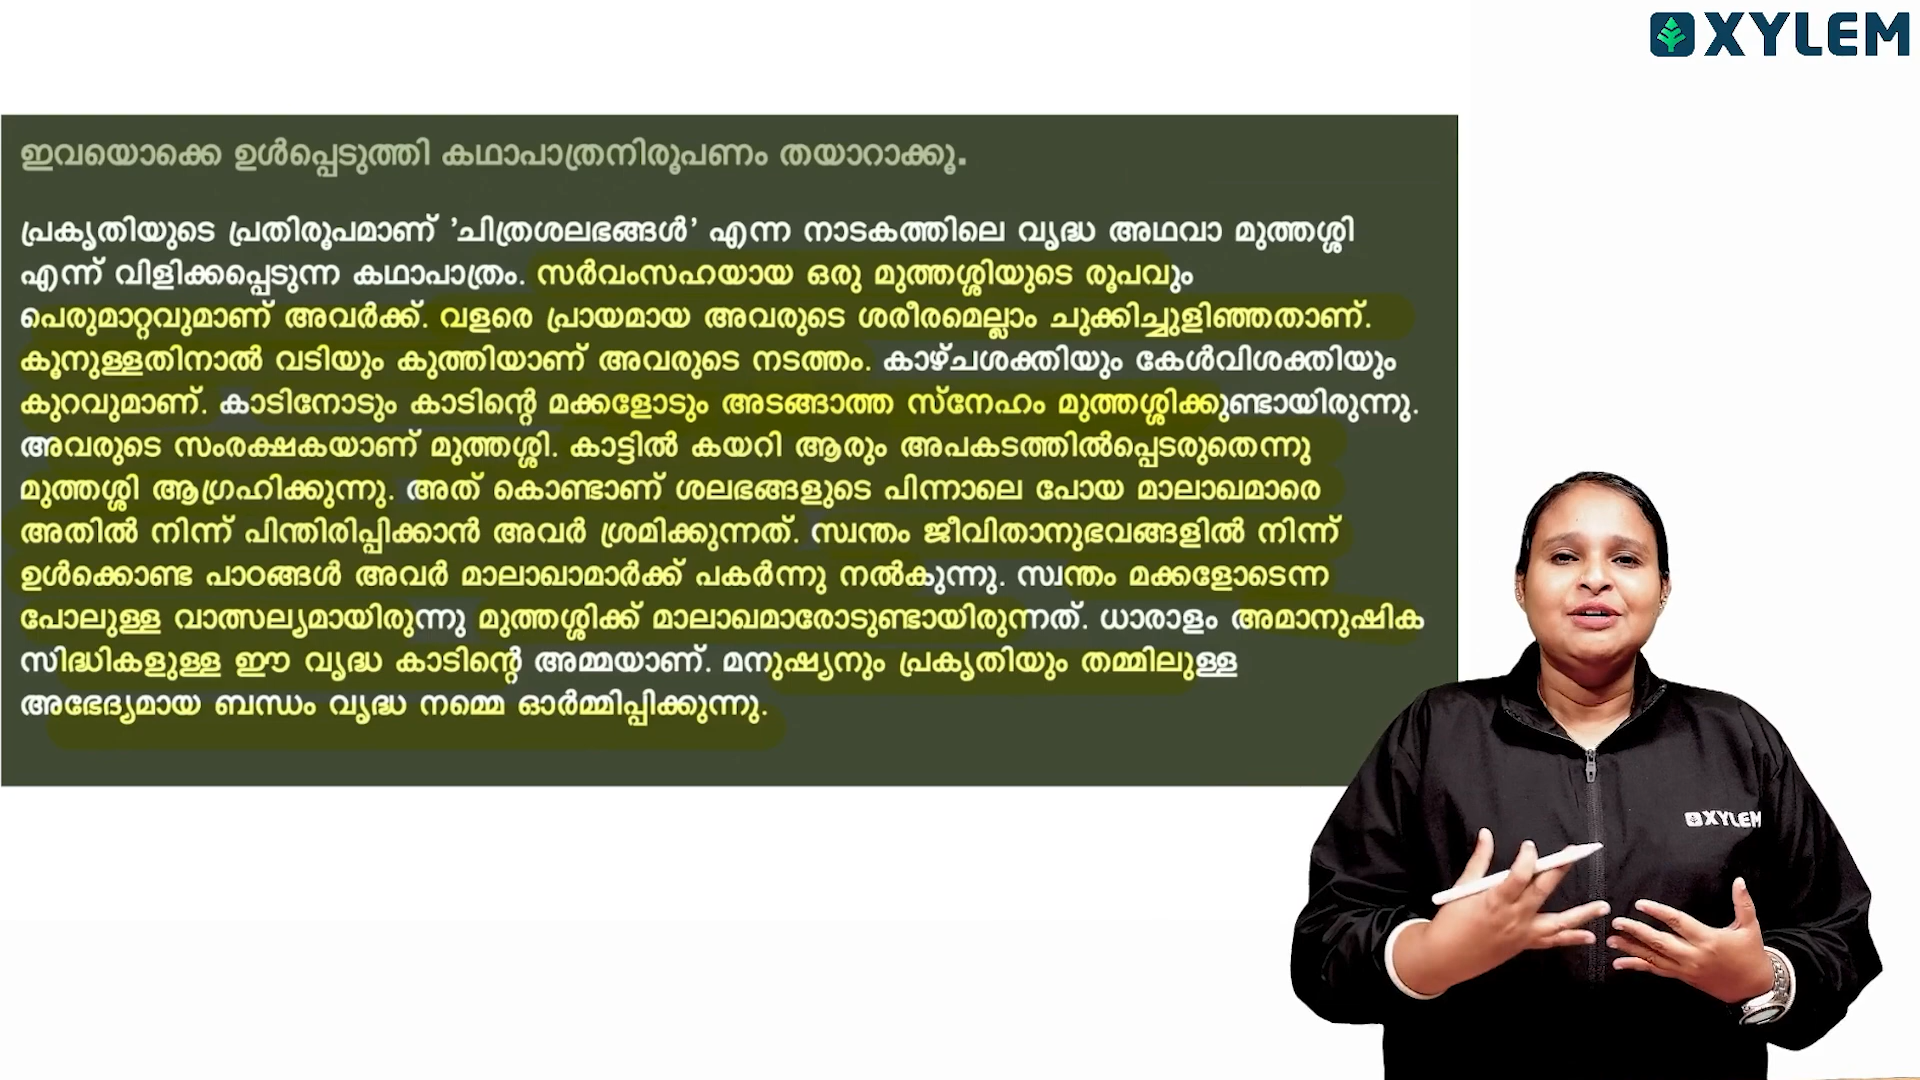 XYLEM
ഇവയൊക്കെ ഉൾപ്പെടുത്തി കഥാപാത്രനിരൂപണം തയാറാക്കൂ.
പ്രകൃതിയുടെ പ്രതിരൂപമാണ് 'ചിത്രശലഭങ്ങൾ' എന്ന നാടകത്തിലെ വൃദ്ധ അഥവാ മുത്തശ്ശി
എന്ന് വിളിക്കപ്പെടുന്ന കഥാപാത്രം. സർവംസഹയായ ഒരു മുത്തശ്ശിയുടെ രൂപവും
പെരുമാറ്റവുമാണ് അവർക്ക്. വളരെ പ്രായമായ അവരുടെ ശരീരമെല്ലാം ചുക്കിച്ചുളിഞ്ഞതാണ്.
കൂനുള്ളതിനാൽ വടിയും കുത്തിയാണ് അവരുടെ നടത്തം. കാഴ്ചശക്തിയും കേൾവിശക്തിയും
കുറവുമാണ്. കാടിനോടും കാടിന്റെ മക്കളോടും അടങ്ങാത്ത സ്നേഹം മുത്തശ്ശിക്കുണ്ടായിരുന്നു.
അവരുടെ സംരക്ഷകയാണ് മുത്തശ്ശി. കാട്ടിൽ കയറി ആരും അപകടത്തിൽപ്പെടരുതെന്നു
മുത്തശ്ശി ആഗ്രഹിക്കുന്നു. അത് കൊണ്ടാണ് ശലഭങ്ങളുടെ പിന്നാലെ പോയ മാലാഖമാരെ
അതിൽ നിന്ന് പിന്തിരിപ്പിക്കാൻ അവർ ശ്രമിക്കുന്നത്. സ്വന്തം ജീവിതാനുഭവങ്ങളിൽ നിന്ന്
ഉൾക്കൊണ്ട പാഠങ്ങൾ അവർ മാലാഖാമാർക്ക് പകർന്നു നൽകുന്നു. സ്വന്തം മക്കളോടെന്ന
പോലുള്ള വാത്സല്യമായിരുന്നു മുത്തശ്ശിക്ക് മാലാഖമാരോടുണ്ടായിരുന്നത്. ധാരാളം അമാനുഷിക
സിദ്ധികളുള്ള ഈ വൃദ്ധ കാടിന്റെ അമ്മയാണ്. മനുഷ്യനും പ്രകൃതിയും തമ്മിലുള്ള
അഭേദ്യമായ ബന്ധം വൃദ്ധ നമ്മെ ഓർമ്മിപ്പിക്കുന്നു.
XYLEM